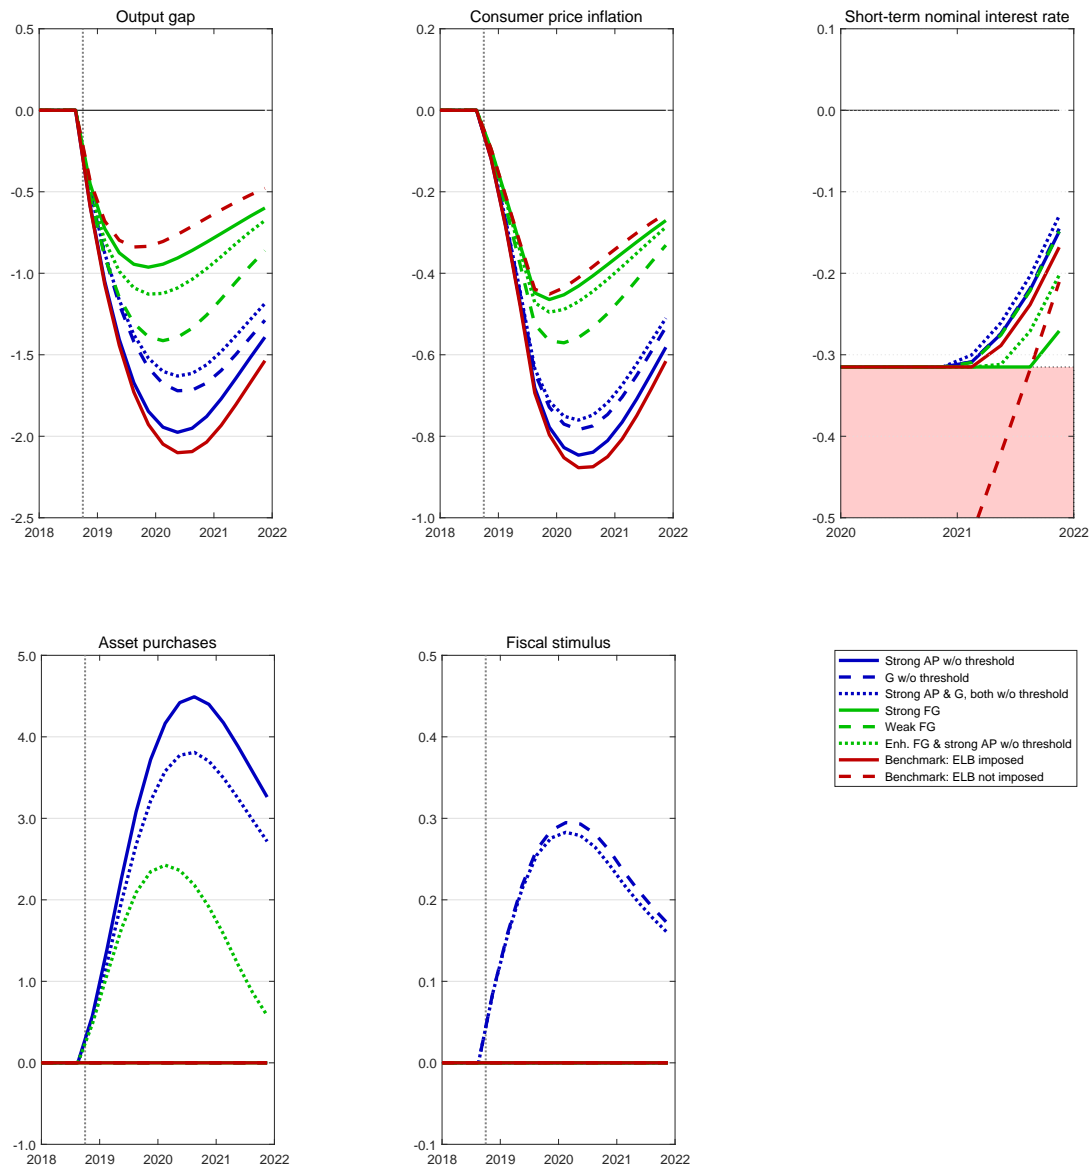 Output gap
0.5
0.0
-0.5
-1.0
-1.5
-2.0
-2.5
2018 2019 2020 2021 2022
Consumer price inflation
0.2
0.0
-0.2
-0.4
-0.6
-0.8
-1.0
2018 2019 2020 2021 2022
Short-term nominal interest rate
0.1
0.0
-0.1
-0.2
-0.3
-0.4
-0.5
2020 2021 2022
Asset purchases
5.0
4.0
3.0
2.0
1.0
0.0
-1.0
2018 2019 2020 2021 2022
Fiscal stimulus
0.5
0.4
0.3
0.2
0.1
0.0
-0.1
2018 2019 2020 2021 2022
Strong AP w/o threshold
G w/o threshold
Strong AP & G, both w/o threshold
Strong FG
Weak FG
Enh. FG & strong AP w/o threshold
Benchmark: ELB imposed
Benchmark: ELB not imposed